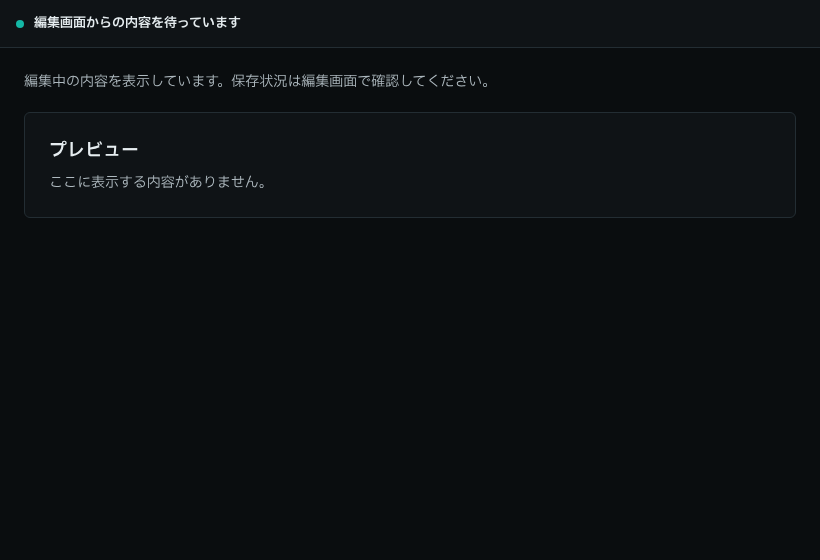 編集画面からの内容を待っています
編集中の内容を表示しています。保存状況は編集画面で確認してください。
プレビュー
ここに表示する内容がありません。